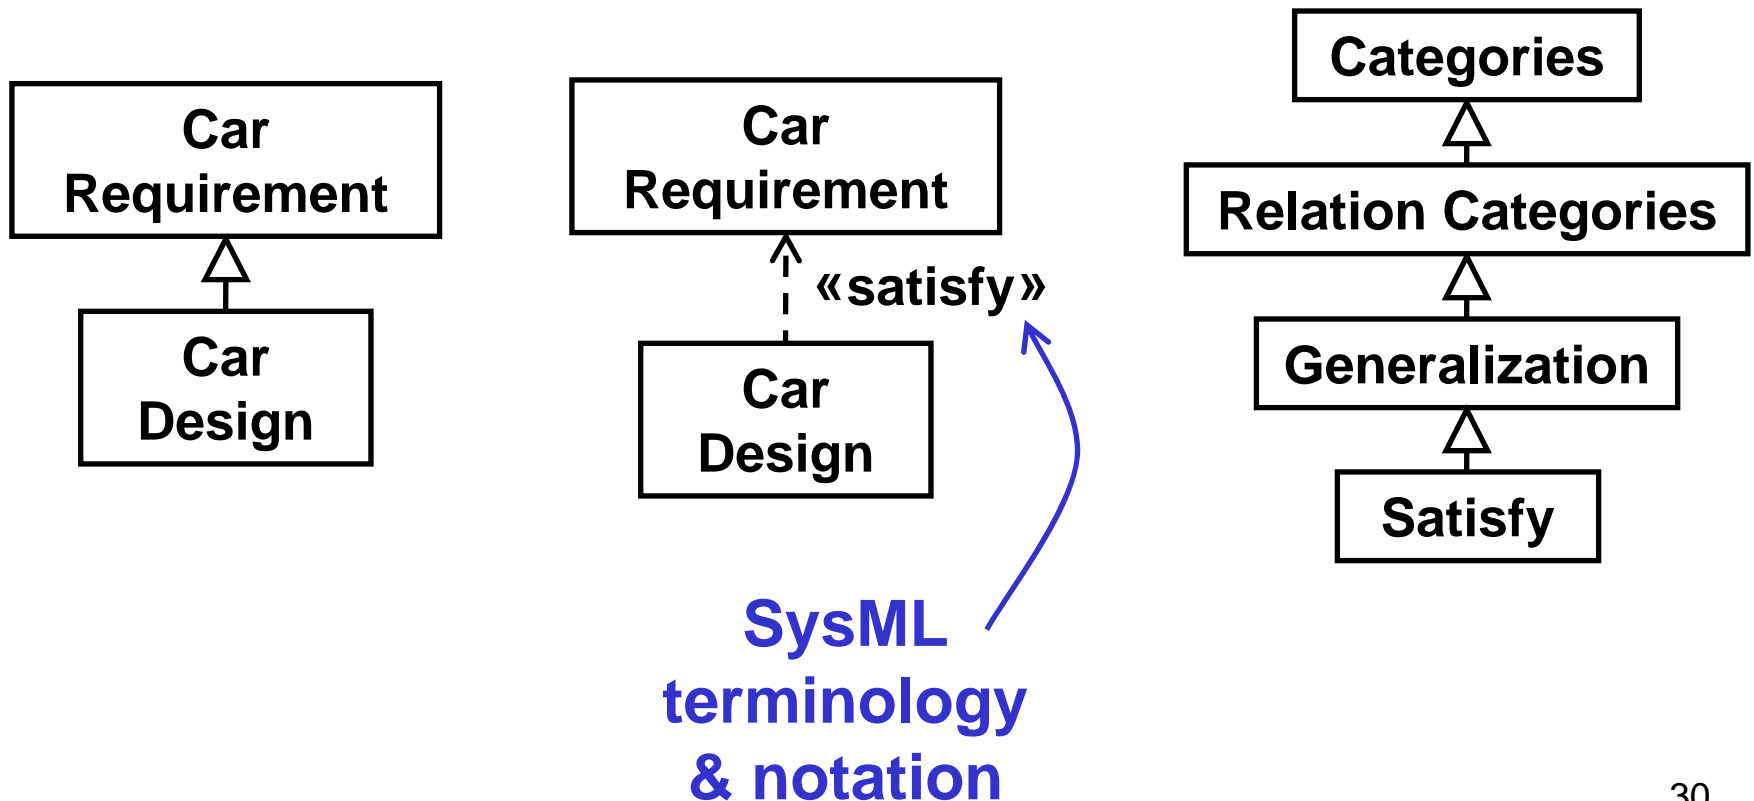 Car
Requirement
Car
Design
Car
Requirement
«satisfy»
Car
Design
SysML
terminology
& notation
Categories
Relation Categories
Generalization
Satisfy
30